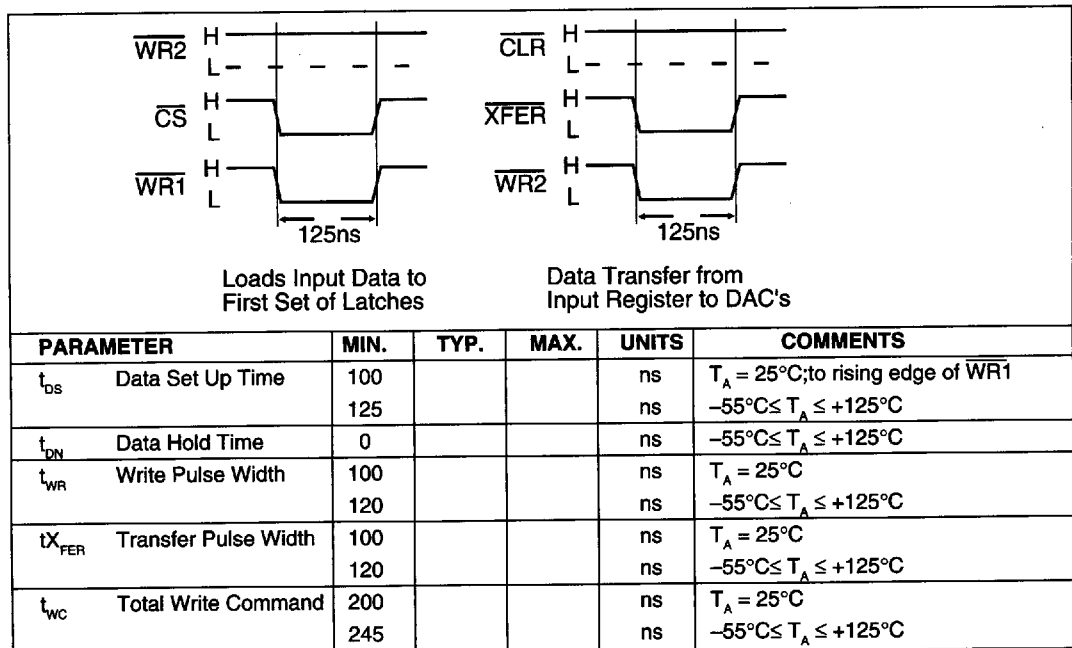 WR2 H
L
CS H
L
WR1 H
L
125ns
Loads Input Data to
First Set of Latches
CLR H
L
XFER H
L
WR2 H
L
125ns
Data Transfer from
Input Register to DAC's
PARAMETER MIN. TYP. MAX. UNITS COMMENTS
tDS Data Set Up Time 100 ns TA = 25°C;to rising edge of WR1
125 ns –55°C≤ TA ≤ +125°C
tDN Data Hold Time 0 ns –55°C≤ TA ≤ +125°C
tWR Write Pulse Width 100 ns TA = 25°C
120 ns –55°C≤ TA ≤ +125°C
tXFER Transfer Pulse Width 100 ns TA = 25°C
120 ns –55°C≤ TA ≤ +125°C
tWC Total Write Command 200 ns TA = 25°C
245 ns –55°C≤ TA ≤ +125°C